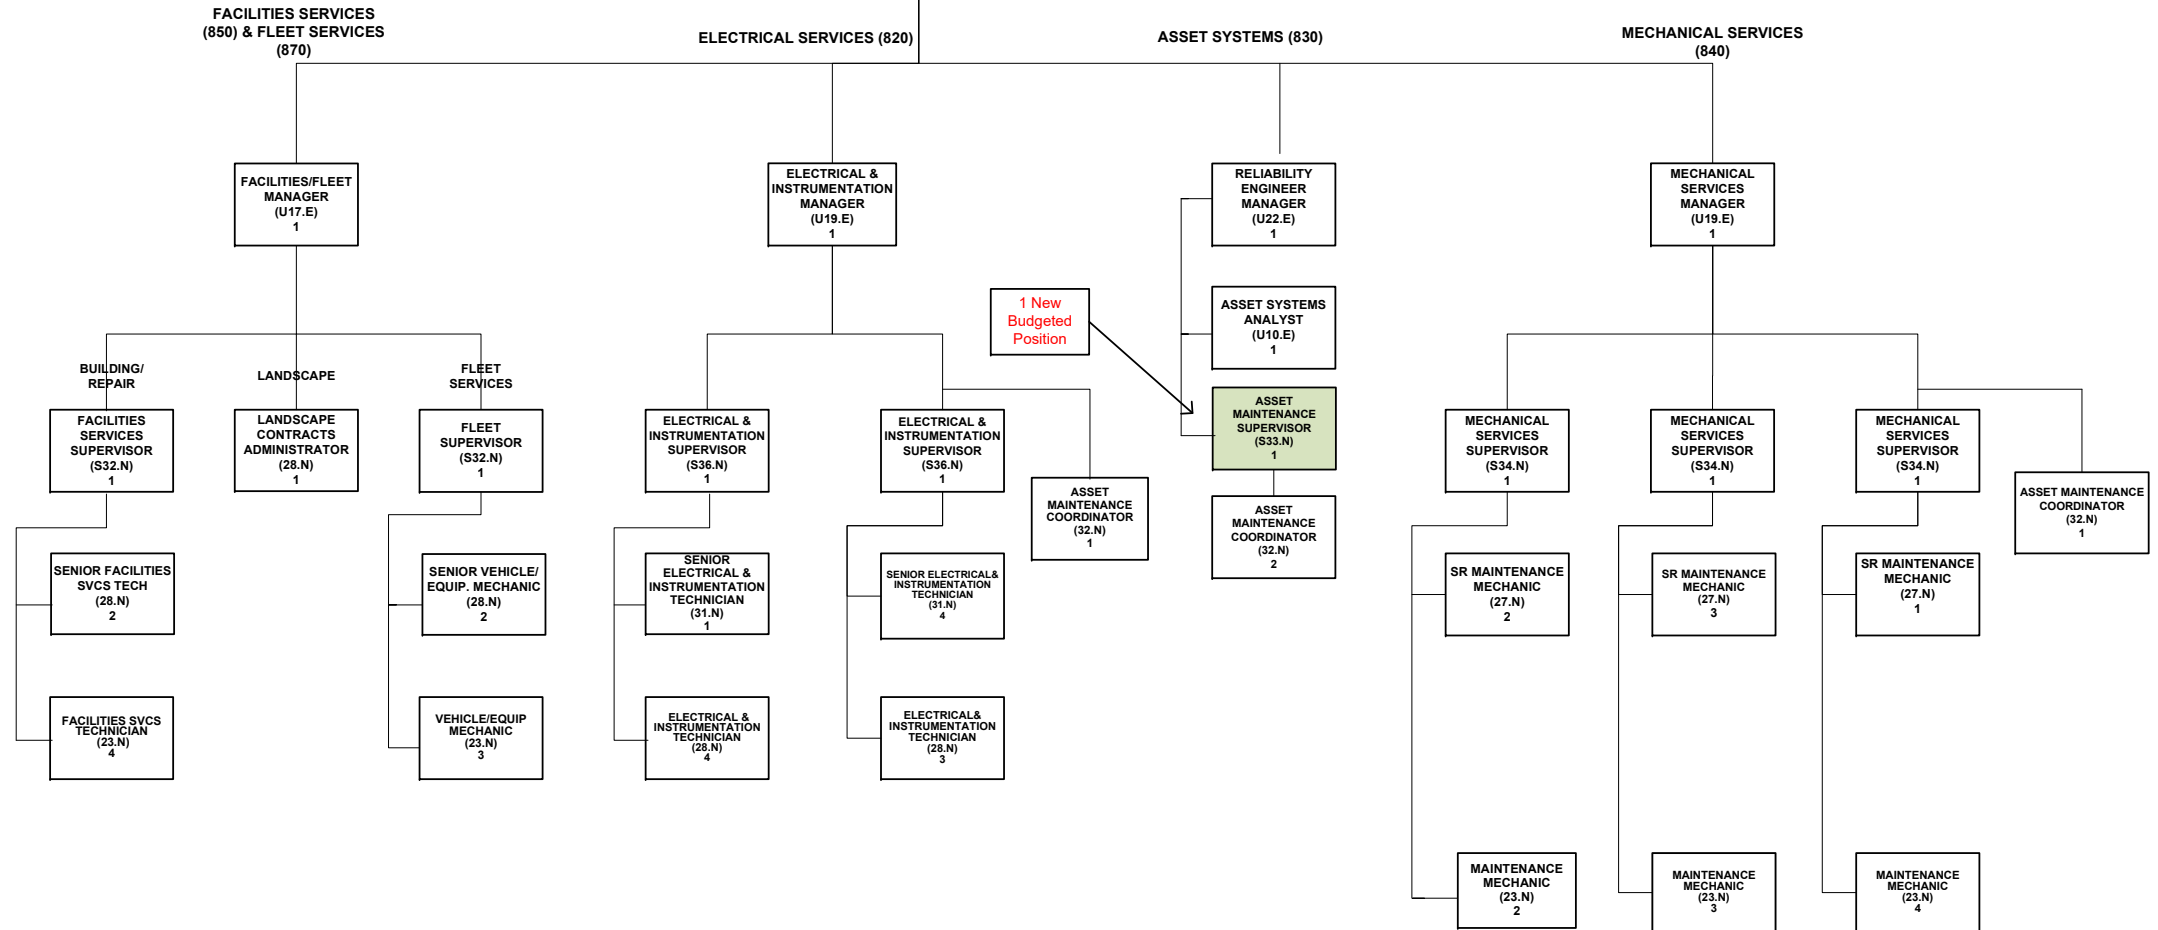 FACILITIES SERVICES
(850) & FLEET SERVICES
(870)
ELECTRICAL SERVICES (820)
ASSET SYSTEMS (830)
MECHANICAL SERVICES
(840)
FACILITIES/FLEET
MANAGER
(U17.E)
1
ELECTRICAL &
INSTRUMENTATION
MANAGER
(U19.E)
1
RELIABILITY
ENGINEER
MANAGER
(U22.E)
1
MECHANICAL
SERVICES
MANAGER
(U19.E)
1
1 New
Budgeted
Position
ASSET SYSTEMS
ANALYST
(U10.E)
1
BUILDING/
REPAIR
LANDSCAPE
FLEET
SERVICES
FACILITIES
SERVICES
SUPERVISOR
(S32.N)
1
LANDSCAPE
CONTRACTS
ADMINISTRATOR
(28.N)
1
FLEET
SUPERVISOR
(S32.N)
1
ELECTRICAL &
INSTRUMENTATION
SUPERVISOR
(S36.N)
1
ELECTRICAL &
INSTRUMENTATION
SUPERVISOR
(S36.N)
1
ASSET
MAINTENANCE
COORDINATOR
(32.N)
1
ASSET
MAINTENANCE
SUPERVISOR
(S33.N)
1
ASSET
MAINTENANCE
COORDINATOR
(32.N)
2
MECHANICAL
SERVICES
SUPERVISOR
(S34.N)
1
MECHANICAL
SERVICES
SUPERVISOR
(S34.N)
1
MECHANICAL
SERVICES
SUPERVISOR
(S34.N)
1
ASSET MAINTENANCE
COORDINATOR
(32.N)
1
SENIOR FACILITIES
SVCS TECH
(28.N)
2
SENIOR VEHICLE/
EQUIP. MECHANIC
(28.N)
2
SENIOR
ELECTRICAL &
INSTRUMENTATION
TECHNICIAN
(31.N)
1
SENIOR ELECTRICAL&
INSTRUMENTATION
TECHNICIAN
(31.N)
4
SR MAINTENANCE
MECHANIC
(27.N)
2
SR MAINTENANCE
MECHANIC
(27.N)
3
SR MAINTENANCE
MECHANIC
(27.N)
1
FACILITIES SVCS
TECHNICIAN
(23.N)
4
VEHICLE/EQUIP
MECHANIC
(23.N)
3
ELECTRICAL &
INSTRUMENTATION
TECHNICIAN
(28.N)
4
ELECTRICAL&
INSTRUMENTATION
TECHNICIAN
(28.N)
3
MAINTENANCE
MECHANIC
(23.N)
2
MAINTENANCE
MECHANIC
(23.N)
3
MAINTENANCE
MECHANIC
(23.N)
4